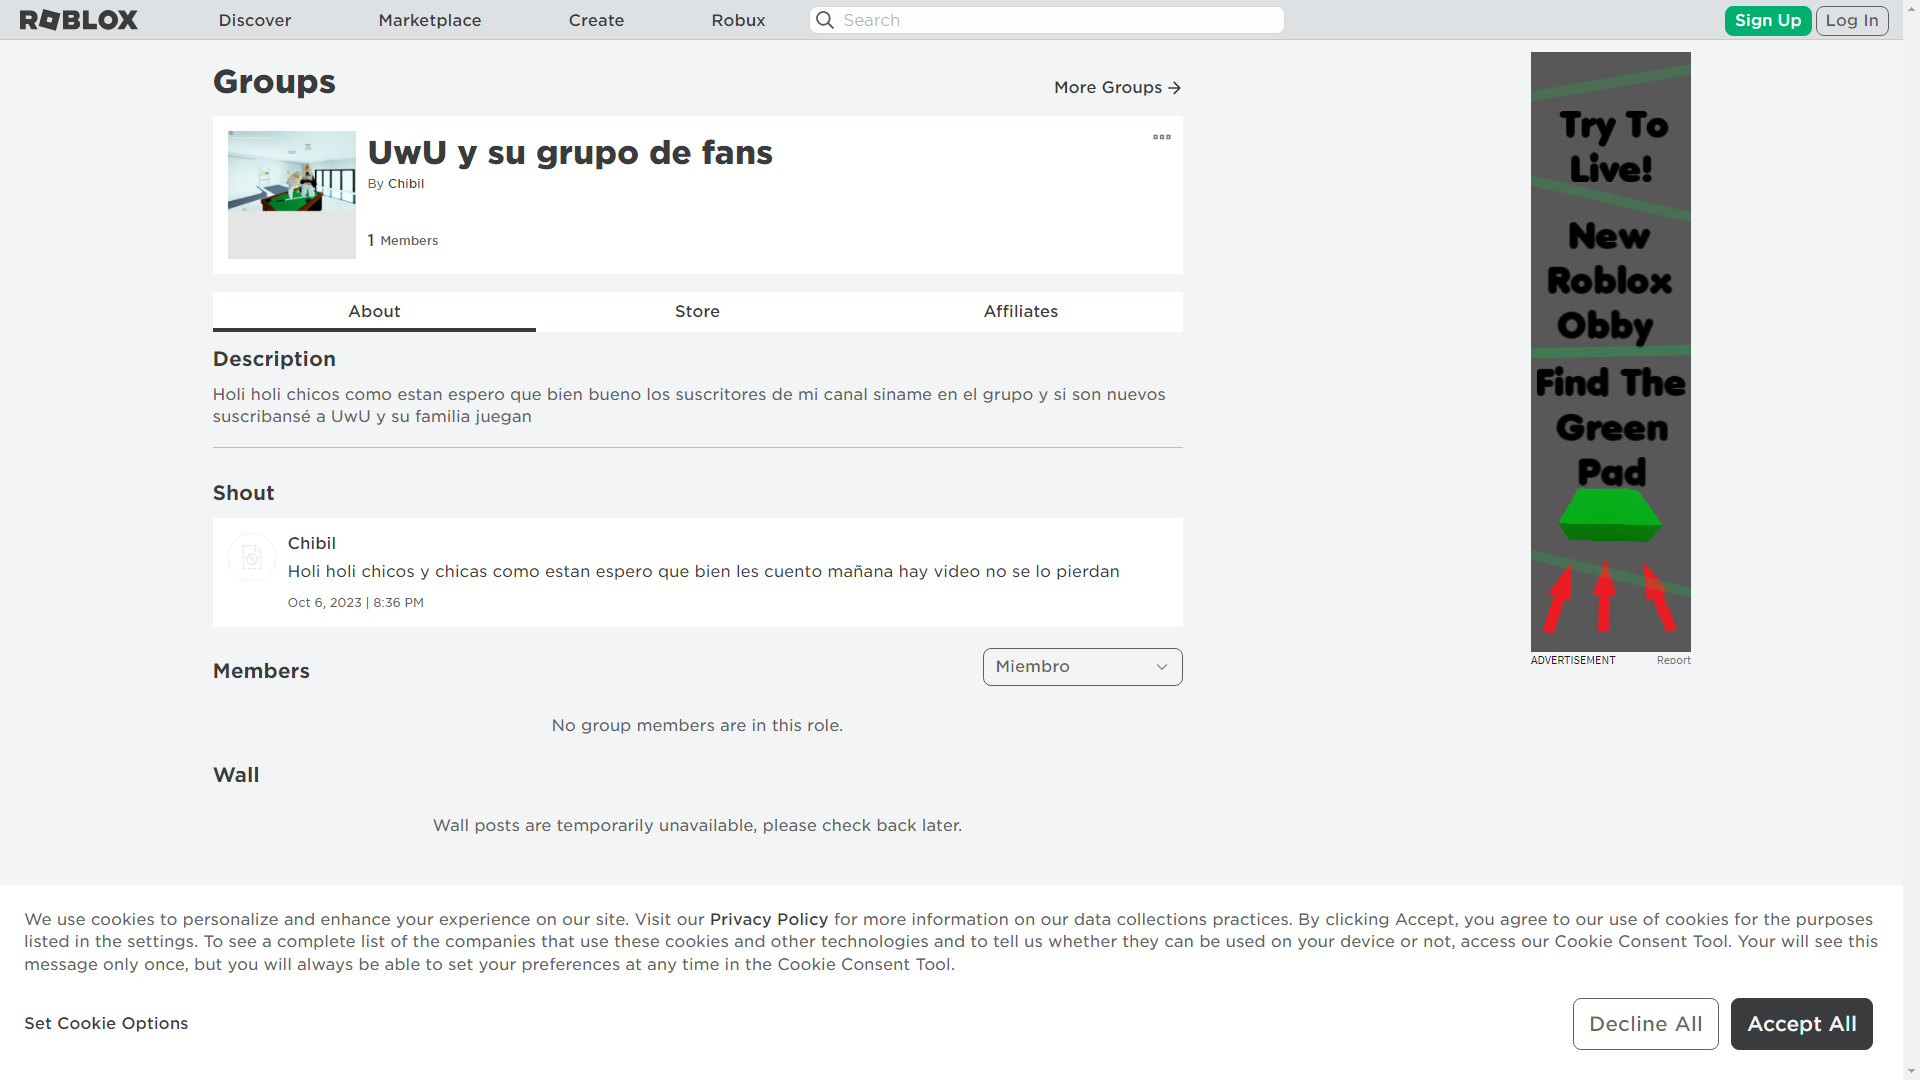 ROBLOX
Discover
Marketplace
Create
Robux
Search
Sign Up
Log In
Groups
More Groups
UwU y su grupo de fans
By Chibil
1 Members
About
Store
Affiliates
Description
Holi holi chicos como estan espero que bien bueno los suscritores de mi canal siname en el grupo y si son nuevos
suscribansé a UwU y su familia juegan
Shout
Chibil
Holi holi chicos y chicas como estan espero que bien les cuento mañana hay video no se lo pierdan
Oct 6, 2023 | 8:36 PM
Members
Miembro
No group members are in this role.
Wall
Wall posts are temporarily unavailable, please check back later.
Try To
Live!
New
Roblox
Obby
Find The
Green
Pad
ADVERTISEMENT
Report
We use cookies to personalize and enhance your experience on our site. Visit our Privacy Policy for more information on our data collections practices. By clicking Accept, you agree to our use of cookies for the purposes
listed in the settings. To see a complete list of the companies that use these cookies and other technologies and to tell us whether they can be used on your device or not, access our Cookie Consent Tool. Your will see this
message only once, but you will always be able to set your preferences at any time in the Cookie Consent Tool.
Set Cookie Options
Decline All
Accept All